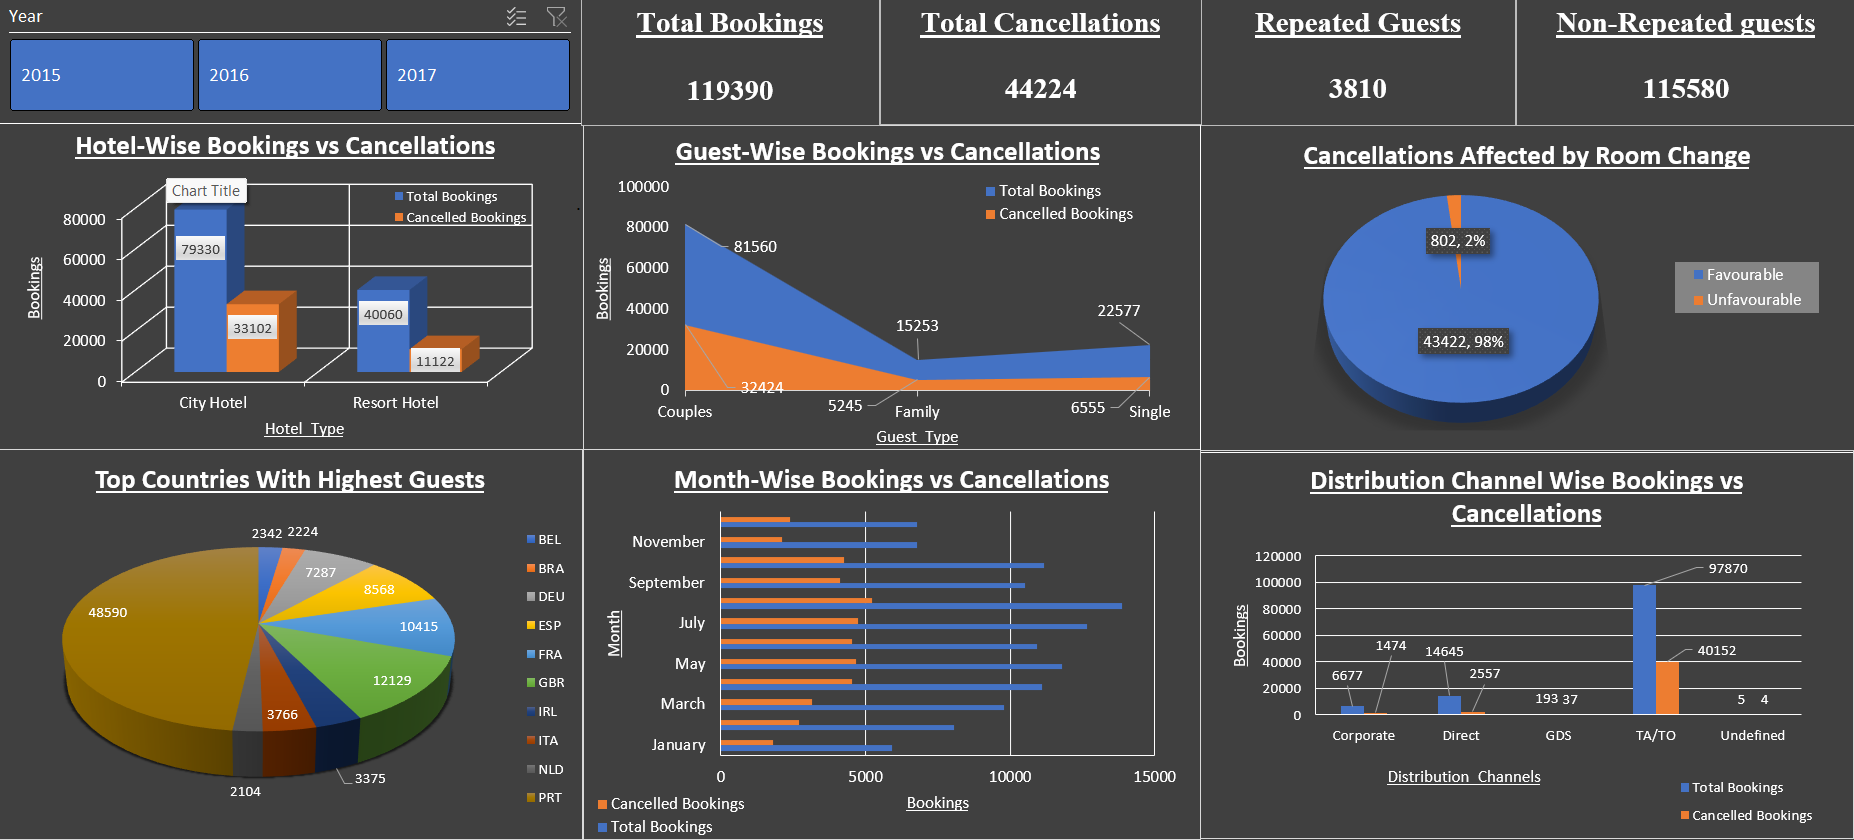 Year
2015
2016
2017
Total Bookings
119390
Total Cancellations
44224
Repeated Guests
3810
Non-Repeated guests
115580
Hotel-Wise Bookings vs Cancellations
Chart Title
Total Bookings
Cancelled Bookings
80000
60000
40000
20000
0
Bookings
79330
33102
40060
11122
City Hotel
Resort Hotel
Hotel Type
Guest-Wise Bookings vs Cancellations
Total Bookings
Cancelled Bookings
100000
80000
60000
40000
20000
0
Bookings
81560
32424
15253
5245
22577
6555
Couples
Family
Single
Guest Type
Cancellations Affected by Room Change
802, 2%
43422, 98%
Favourable
Unfavourable
Top Countries With Highest Guests
2342
2224
7287
8568
10415
12129
3375
3766
2104
48590
BEL
BRA
DEU
ESP
FRA
GBR
IRL
ITA
NLD
PRT
Month-Wise Bookings vs Cancellations
November
September
July
May
March
January
Month
0
5000
10000
15000
Bookings
Cancelled Bookings
Total Bookings
Distribution Channel Wise Bookings vs
Cancellations
120000
100000
80000
60000
40000
20000
0
Bookings
6677
1474
14645
2557
193
37
97870
40152
5
4
Corporate
Direct
GDS
TA/TO
Undefined
Distribution Channels
Total Bookings
Cancelled Bookings